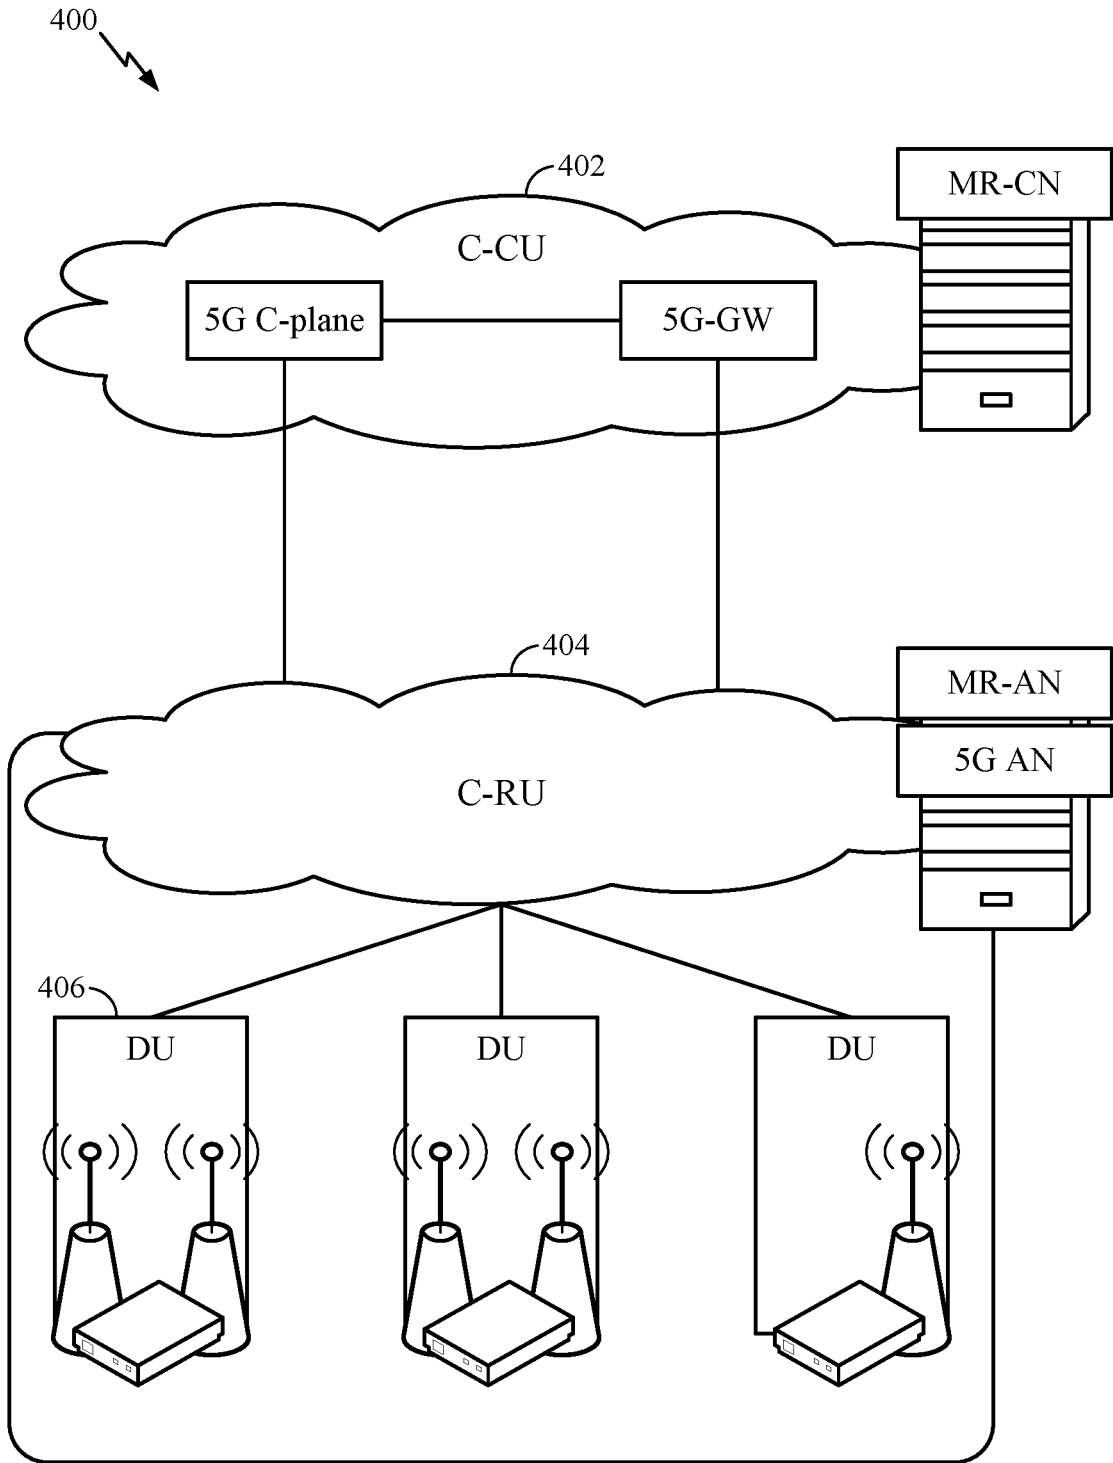 400
402
MR-CN
C-CU
5G C-plane
5G-GW
404
MR-AN
5G AN
C-RU
406
DU
DU
DU